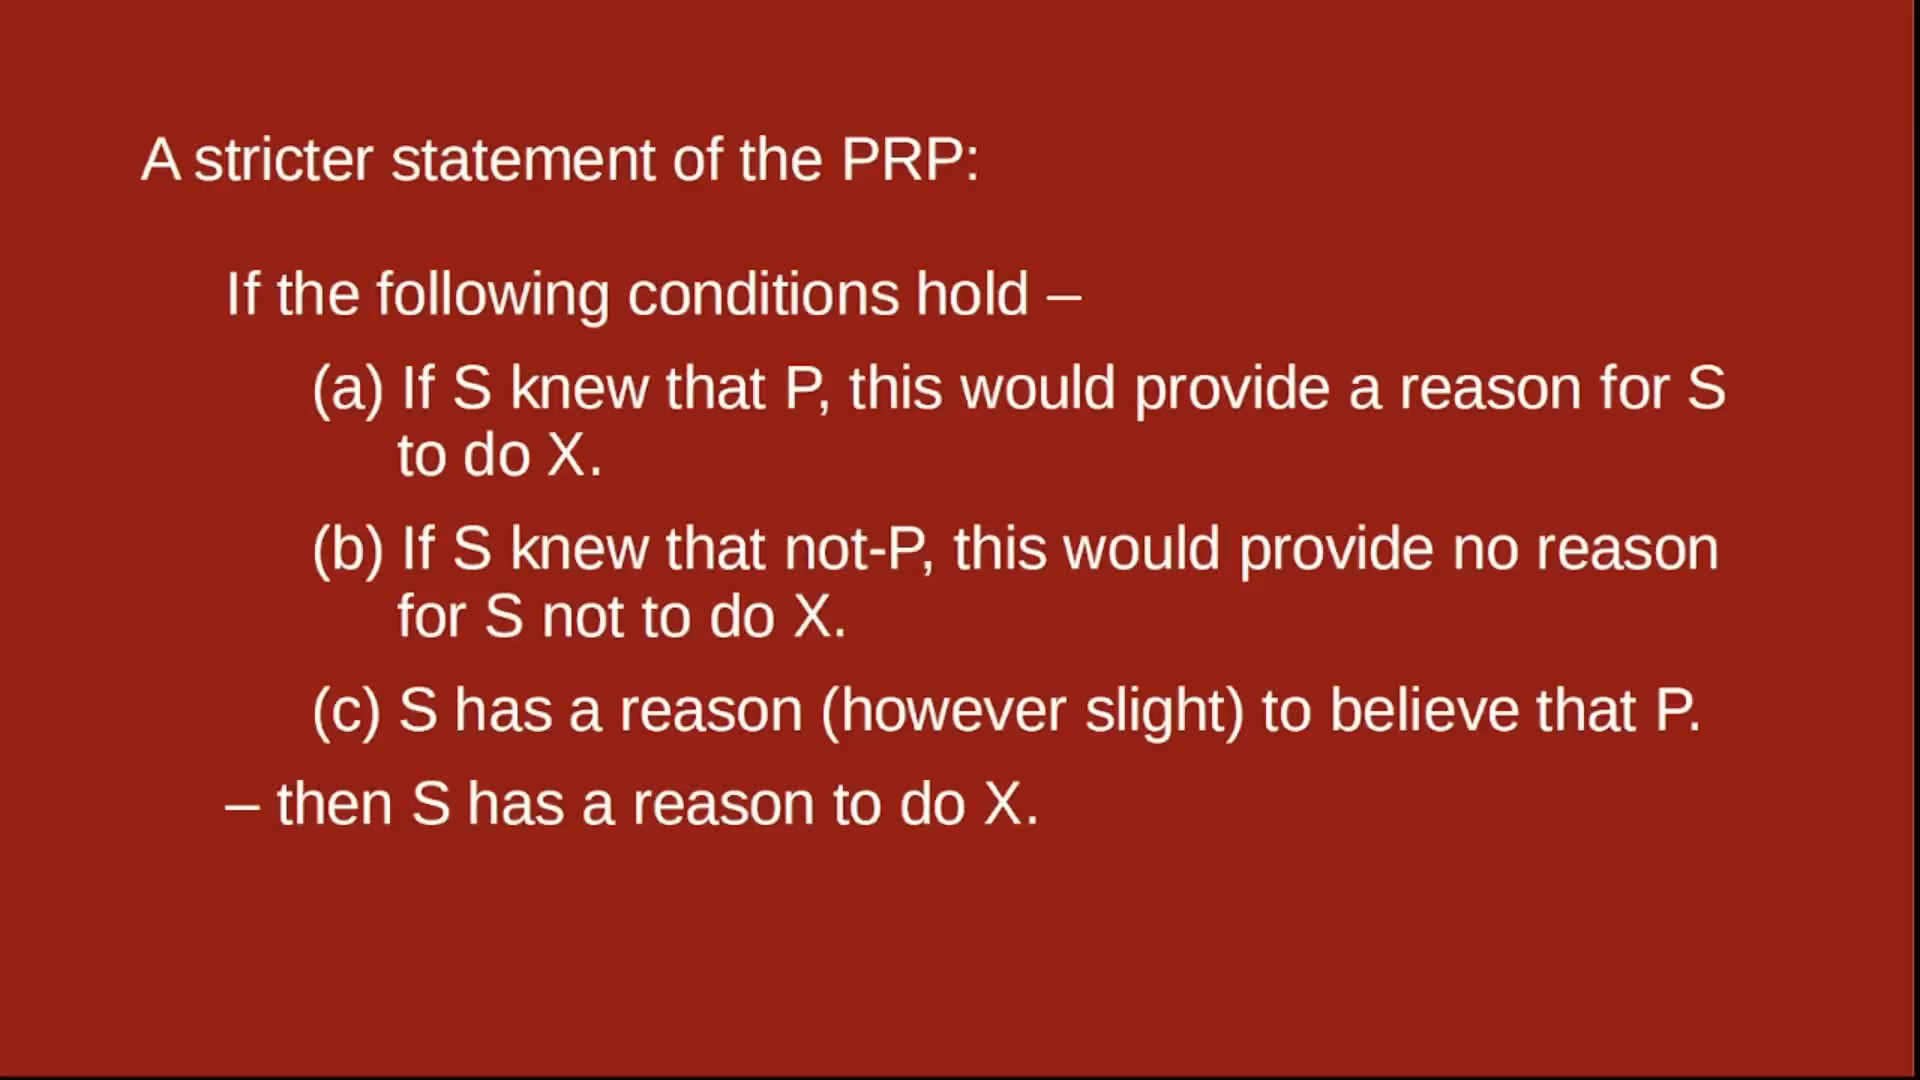 A stricter statement of the PRP:
If the following conditions hold –
(a) If S knew that P, this would provide a reason for S
to do X.
(b) If S knew that not-P, this would provide no reason
for S not to do X.
(c) S has a reason (however slight) to believe that P.
– then S has a reason to do X.